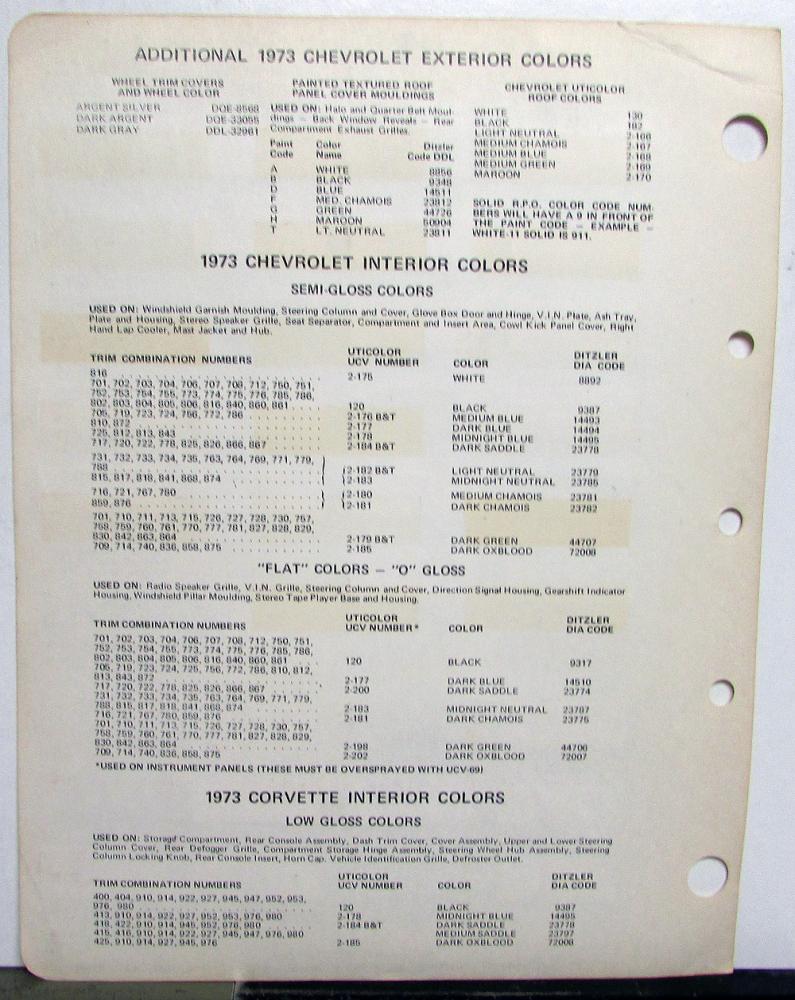 ADDITIONAL 1973 CHEVROLET EXTERIOR COLORS
WHEEL TRIM COVERS
AND WHEEL COLOR
ARGENT SILVER DQE-8568
DARK ARGENT DQE-33055
DARK GRAY DDL-32961
PAINTED TEXTURED ROOF
PANEL COVER MOULDINGS
USED ON: Halo and Quarter Belt Moul-
dings – Back Window Reveals – Rear
Compartment Exhaust Grilles.
Paint Color Ditzler
Code Name Code DDL
A WHITE 8856
B BLACK 9348
D BLUE 14511
F MED. CHAMOIS 23812
G GREEN 44726
H MAROON 50904
T LT. NEUTRAL 23811
CHEVROLET UTICOLOR
ROOF COLORS
WHITE 130
BLACK 182
LIGHT NEUTRAL 2-166
MEDIUM CHAMOIS 2-167
MEDIUM BLUE 2-168
MEDIUM GREEN 2-169
MAROON 2-170
SOLID R.P.O. COLOR CODE NUM-
BERS WILL HAVE A 9 IN FRONT OF
THE PAINT CODE – EXAMPLE –
WHITE-11 SOLID IS 911.
1973 CHEVROLET INTERIOR COLORS
SEMI-GLOSS COLORS
USED ON: Windshield Garnish Moulding, Steering Column and Cover, Glove Box Door and Hinge, V.I.N. Plate, Ash Tray,
Plate and Housing, Stereo Speaker Grille, Seat Separator, Compartment and Insert Area, Cowl Kick Panel Cover, Right
Hand Lap Cooler, Mast Jacket and Hub.
TRIM COMBINATION NUMBERS UTICOLOR UCV NUMBER COLOR DITZLER DIA CODE
816 2-175 WHITE 8892
701, 702, 703, 704, 706, 707, 708, 712, 750, 751,
752, 753, 754, 755, 773, 774, 775, 776, 785, 786,
802, 803, 804, 805, 806, 816, 840, 860, 861 120 BLACK 9387
705, 719, 723, 724, 756, 772, 786 2-176 B&T MEDIUM BLUE 14493
810, 872 2-177 DARK BLUE 14494
725, 812, 813, 843 2-178 MIDNIGHT BLUE 14495
717, 720, 722, 778, 825, 826, 866, 867 2-184 B&T DARK SADDLE 23778
731, 732, 733, 734, 735, 763, 764, 769, 771, 779,
788 2-182 B&T LIGHT NEUTRAL 23779
815, 817, 818, 841, 868, 874 2-183 MIDNIGHT NEUTRAL 23785
716, 721, 767, 780 2-180 MEDIUM CHAMOIS 23781
859, 876 2-181 DARK CHAMOIS 23782
701, 710, 711, 713, 715, 726, 727, 728, 730, 757,
758, 759, 760, 761, 770, 777, 781, 827, 828, 829,
830, 842, 863, 864 2-179 B&T DARK GREEN 44707
709, 714, 740, 836, 858, 875 2-185 DARK OXBLOOD 72008
"FLAT" COLORS – "O" GLOSS
USED ON: Radio Speaker Grille, V.I.N. Grille, Steering Column and Cover, Direction Signal Housing, Gearshift Indicator
Housing, Windshield Pillar Moulding, Stereo Tape Player Base and Housing.
TRIM COMBINATION NUMBERS UTICOLOR UCV NUMBER* COLOR DITZLER DIA CODE
701, 702, 703, 704, 706, 707, 708, 712, 750, 751,
752, 753, 754, 755, 773, 774, 775, 776, 785, 786,
802, 803, 804, 805, 806, 816, 840, 860, 861 120 BLACK 9317
705, 719, 723, 724, 725, 756, 772, 786, 810, 812,
813, 843, 872 2-177 DARK BLUE 14510
717, 720, 722, 778, 825, 826, 866, 867 2-200 DARK SADDLE 23774
731, 732, 733, 734, 735, 763, 764, 769, 771, 779,
788, 815, 817, 818, 841, 868, 874 2-183 MIDNIGHT NEUTRAL 23787
716, 721, 767, 780, 859, 876 2-181 DARK CHAMOIS 23775
701, 710, 711, 713, 715, 726, 727, 728, 730, 757,
758, 759, 760, 761, 770, 777, 781, 827, 828, 829,
830, 842, 863, 864 2-198 DARK GREEN 44706
709, 714, 740, 836, 858, 875 2-202 DARK OXBLOOD 72007
*USED ON INSTRUMENT PANELS (THESE MUST BE OVERSPRAYED WITH UCV-69)
1973 CORVETTE INTERIOR COLORS
LOW GLOSS COLORS
USED ON: Storage Compartment, Rear Console Assembly, Dash Trim Cover, Cover Assembly, Upper and Lower Steering
Column Cover, Rear Defogger Grille, Compartment Storage Hinge Assembly, Steering Wheel Hub Assembly, Steering
Column Locking Knob, Rear Console Insert, Horn Cap, Vehicle Identification Grille, Defroster Outlet.
TRIM COMBINATION NUMBERS UTICOLOR UCV NUMBER COLOR DITZLER DIA CODE
400, 404, 910, 914, 922, 927, 945, 947, 952, 953,
976, 980 120 BLACK 9387
413, 910, 914, 922, 927, 952, 953, 976, 980 2-178 MIDNIGHT BLUE 14495
418, 422, 910, 914, 945, 952, 976, 980 2-184 B&T DARK SADDLE 23778
415, 416, 910, 914, 922, 927, 945, 947, 976, 980 MEDIUM SADDLE 23797
425, 910, 914, 927, 945, 976 2-185 DARK OXBLOOD 72008